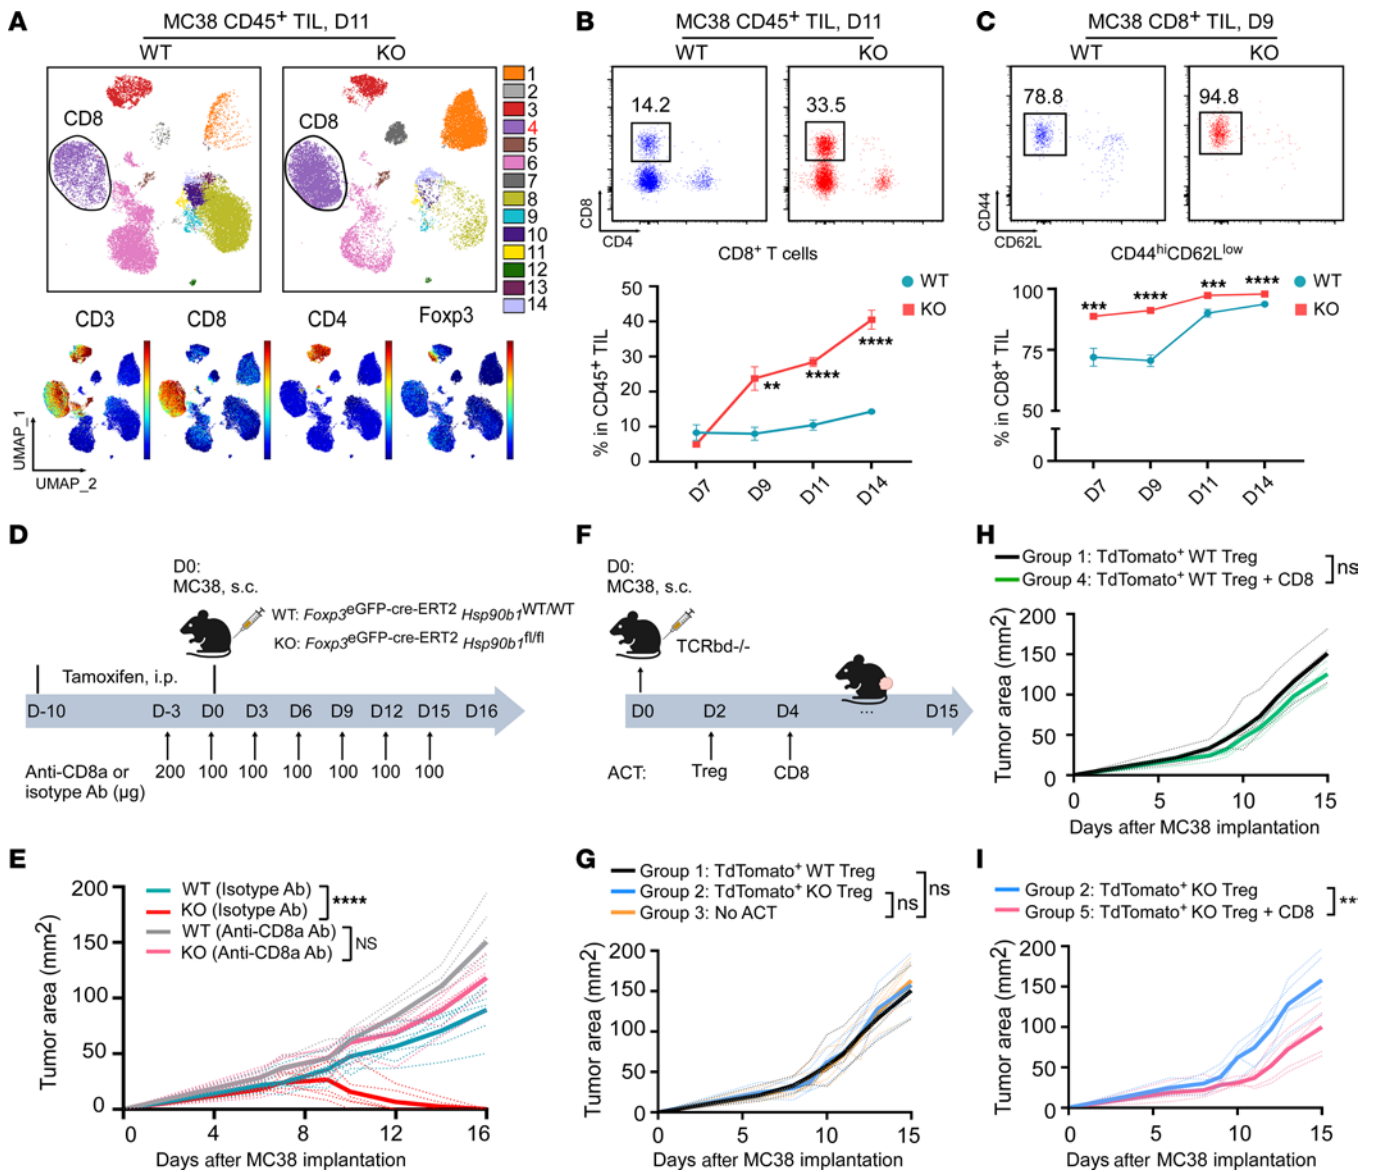 A
MC38 CD45+ TIL, D11
WT
KO
CD8
CD8
1
2
3
4
5
6
7
8
9
10
11
12
13
14
CD3
CD8
CD4
Foxp3
UMAP_1
UMAP_2
B
MC38 CD45+ TIL, D11
WT
KO
14.2
33.5
CD8
CD4
CD8+ T cells
WT
KO
% in CD45+ TIL
50
40
30
20
10
0
**
****
****
D7
D9
D11
D14
C
MC38 CD8+ TIL, D9
WT
KO
78.8
94.8
CD44
CD62L
CD44hiCD62Llow
WT
KO
% in CD8+ TIL
100
75
50
0
***
****
***
****
D7
D9
D11
D14
D
D0:
MC38, s.c.
WT: Foxp3eGFP-cre-ERT2 Hsp90b1WT/WT
KO: Foxp3eGFP-cre-ERT2 Hsp90b1fl/fl
Tamoxifen, i.p.
D-10
D-3
D0
D3
D6
D9
D12
D15
D16
Anti-CD8a or
isotype Ab (µg)
200
100
100
100
100
100
100
E
WT (Isotype Ab)
KO (Isotype Ab)
****
WT (Anti-CD8a Ab)
KO (Anti-CD8a Ab)
NS
Tumor area (mm2)
200
150
100
50
0
0
4
8
10
12
14
16
Days after MC38 implantation
F
D0:
MC38, s.c.
TCRbd-/-
D0
D2
D4
...
D15
ACT:
Treg
CD8
G
Group 1: TdTomato+ WT Treg
Group 2: TdTomato+ KO Treg
Group 3: No ACT
ns
ns
Tumor area (mm2)
200
150
100
50
0
0
5
10
15
Days after MC38 implantation
H
Group 1: TdTomato+ WT Treg
Group 4: TdTomato+ WT Treg + CD8
ns
Tumor area (mm2)
200
150
100
50
0
0
5
10
15
Days after MC38 implantation
I
Group 2: TdTomato+ KO Treg
Group 5: TdTomato+ KO Treg + CD8
Tumor area (mm2)
200
150
100
50
0
0
5
10
15
Days after MC38 implantation